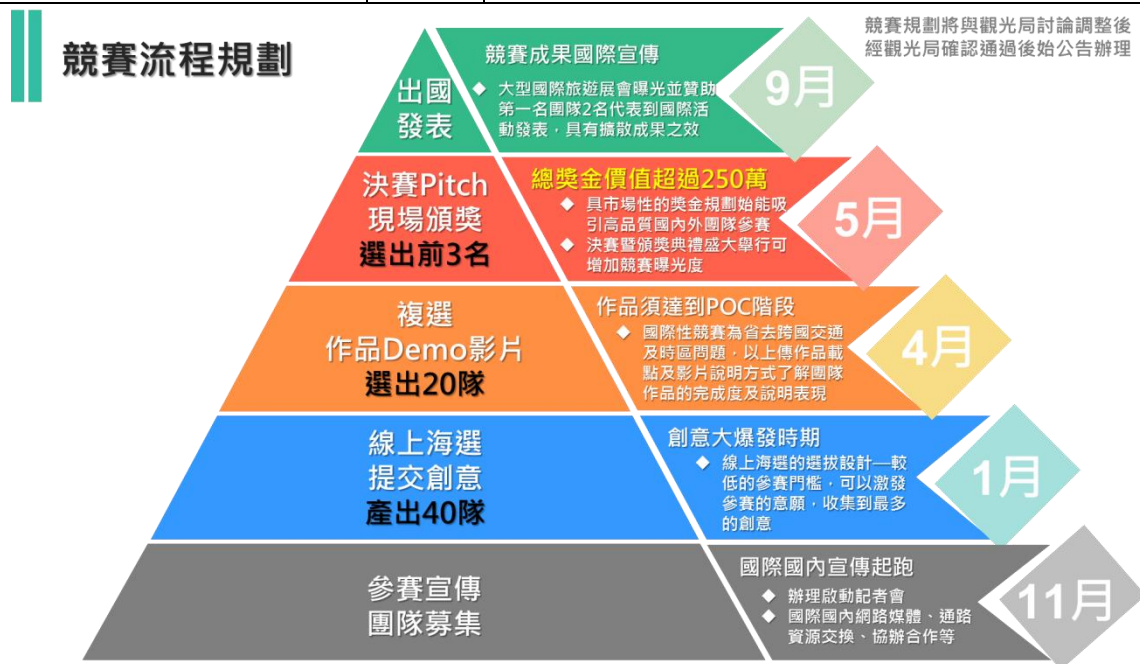 競賽流程規劃
競賽規劃將與觀光局討論調整後
經觀光局確認通過後始公告辦理
出國
發表
競賽成果國際宣傳
◆ 大型國際旅遊展會曝光並贊助
第一名團隊2名代表到國際活
動發表，具有擴散成果之效
9月
決賽Pitch
現場頒獎
選出前3名
總獎金價值超過250萬
◆ 具市場性的獎金規劃始能吸
引高品質國內外團隊參賽
◆ 決賽暨頒獎典禮盛大舉行可
增加競賽曝光度
5月
複選
作品Demo影片
選出20隊
作品須達到POC階段
◆ 國際性競賽為省去跨國交通
及時區問題，以上傳作品載
點及影片說明方式了解團隊
作品的完成度及說明表現
4月
線上海選
提交創意
產出40隊
創意大爆發時期
◆ 線上海選的選拔設計—較
低的參賽門檻，可以激發
參賽的意願，收集到最多
的創意
1月
參賽宣傳
團隊募集
國際國內宣傳起跑
◆ 辦理啟動記者會
◆ 國際國內網路媒體、通路
資源交換、協辦合作等
11月